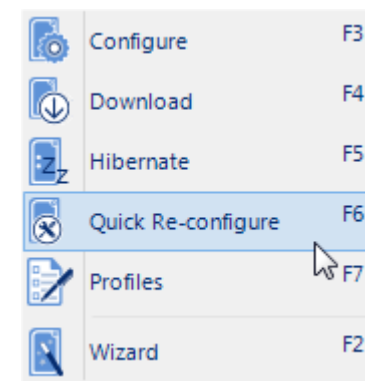 Configure F3
Download F4
Hibernate F5
Quick Re-configure F6
Profiles F7
Wizard F2